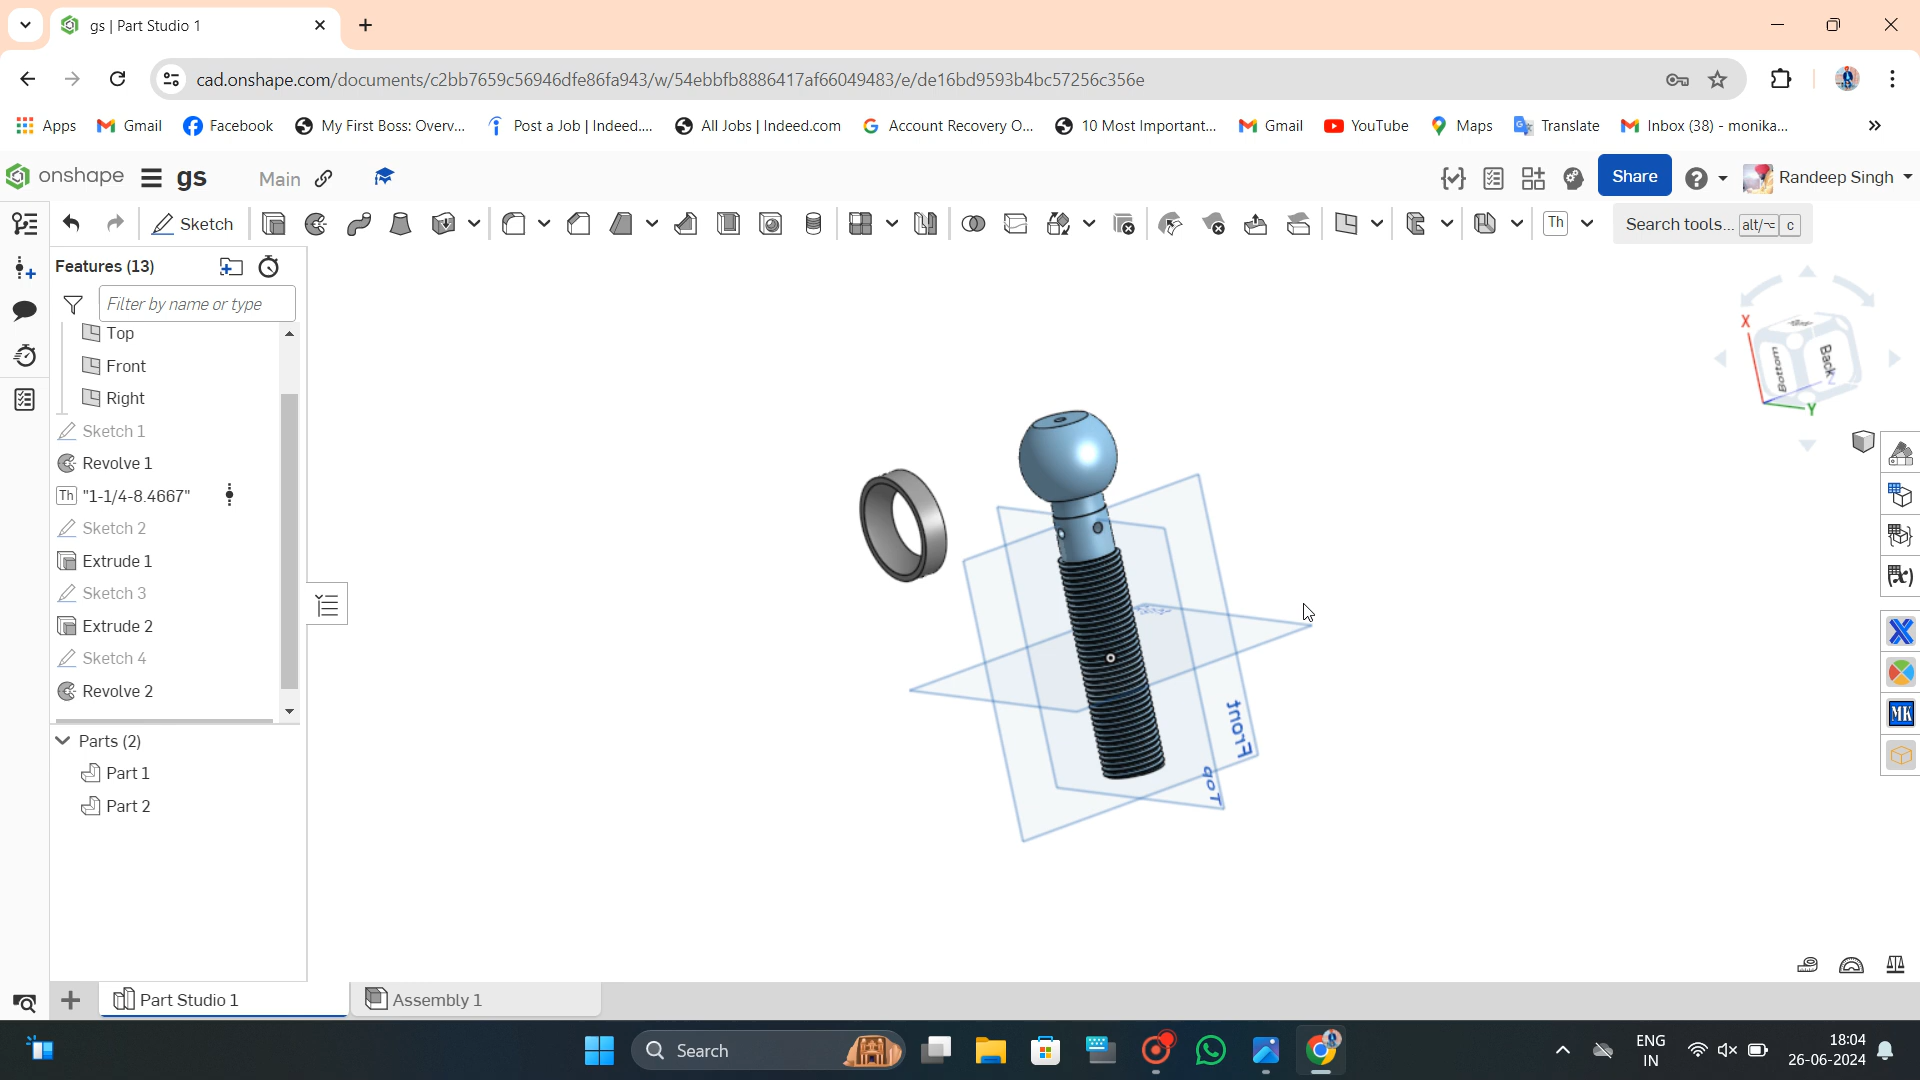 gs | Part Studio 1
cad.onshape.com/documents/c2bb7659c56946dfe86fa943/w/54ebbfb8886417af66049483/e/de16bd9593b4bc57256c356e
Apps Gmail Facebook My First Boss: Overv... Post a Job | Indeed.... All Jobs | Indeed.com Account Recovery O... 10 Most Important... Gmail YouTube Maps Translate Inbox (38) - monika...
onshape gs Main Share Randeep Singh
Sketch Th Search tools... alt/⌥ c
Features (13)
Filter by name or type
Top
Front
Right
Sketch 1
Revolve 1
Th "1-1/4-8.4667"
Sketch 2
Extrude 1
Sketch 3
Extrude 2
Sketch 4
Revolve 2
Parts (2)
Part 1
Part 2
X
Bottom
Back
Z
Y
Front
Top
(x)
MK
Part Studio 1 Assembly 1
Search
ENG
IN
18:04
26-06-2024